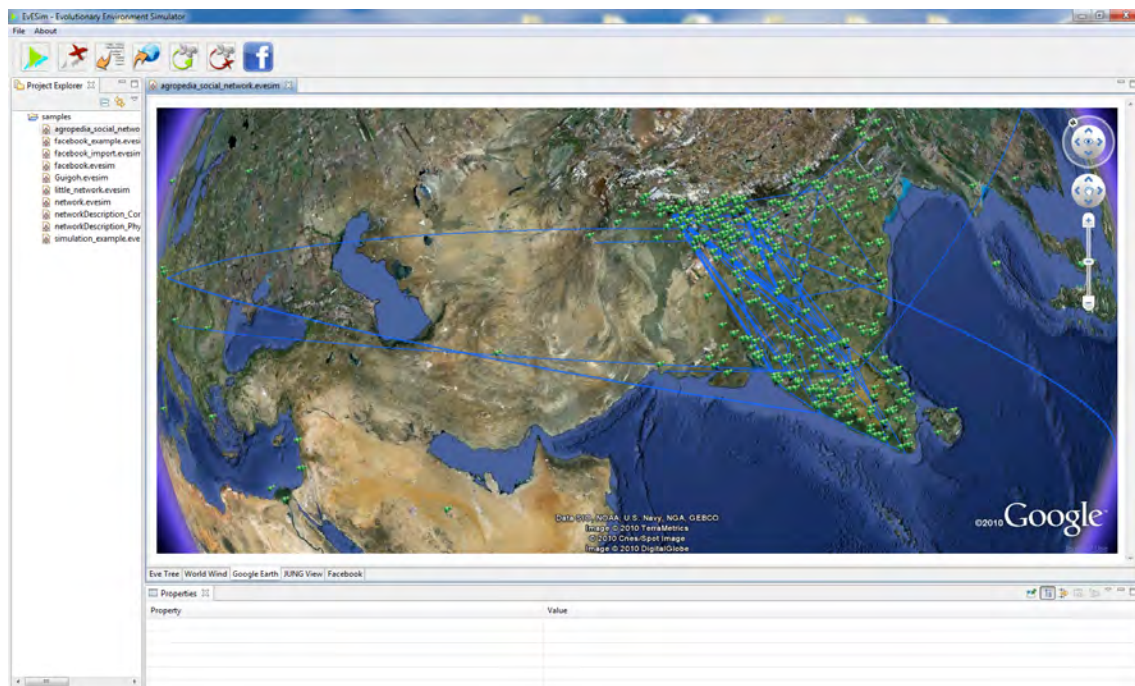 EvESim - Evolutionary Environment Simulator
File About
Project Explorer
agropedia_social_network.evesim
samples
agropedia_social_netwo
facebook_example.evesi
facebook_import.evesim
facebook.evesim
Guigoh.evesim
little_network.evesim
network.evesim
networkDescription_Cor
networkDescription_Phy
simulation_example.eve
Data SIO, NOAA, U.S. Navy, NGA, GEBCO
Image © 2010 TerraMetrics
© 2010 Cnes/Spot Image
Image © 2010 DigitalGlobe
©2010 Google
Eve Tree World Wind Google Earth JUNG View Facebook
Properties
Property Value